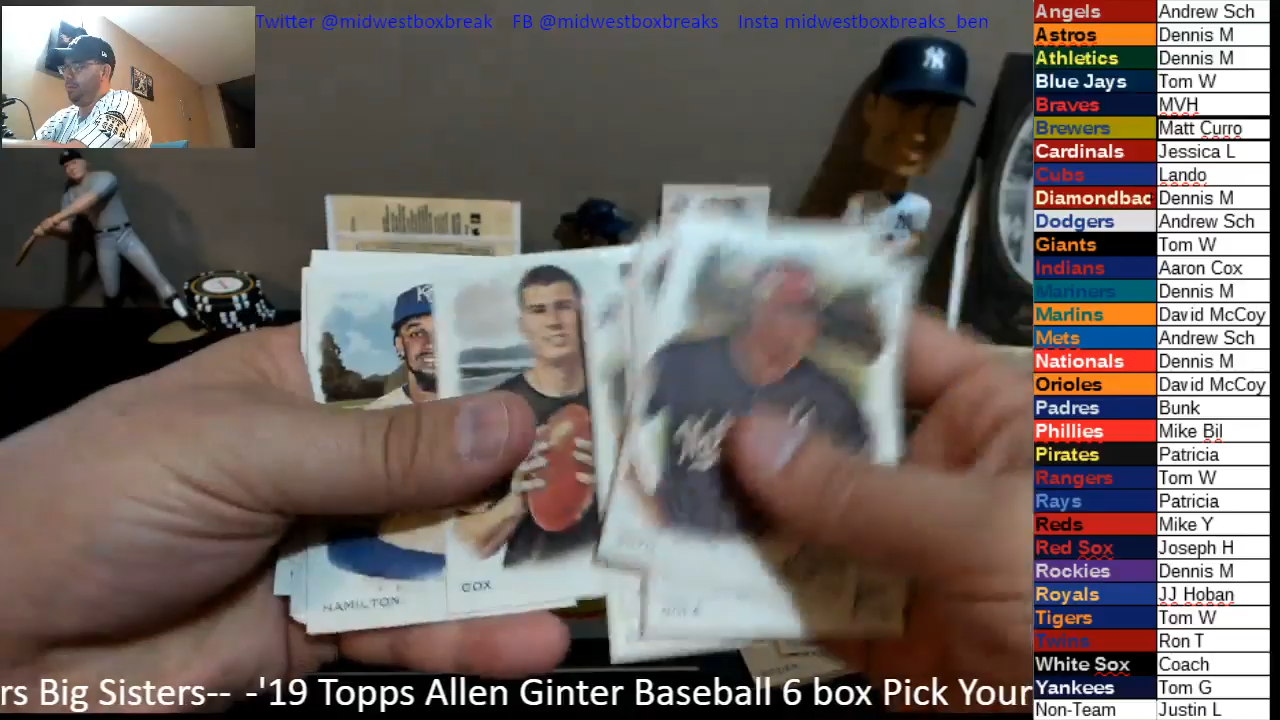 Twitter @midwestboxbreak FB @midwestboxbreaks Insta midwestboxbreaks_ben
Angels Andrew Sch
Astros Dennis M
Athletics Dennis M
Blue Jays Tom W
Braves MVH
Brewers Matt Curro
Cardinals Jessica L
Cubs Lando
Diamondbac Dennis M
Dodgers Andrew Sch
Giants Tom W
Indians Aaron Cox
Mariners Dennis M
Marlins David McCoy
Mets Andrew Sch
Nationals Dennis M
Orioles David McCoy
Padres Bunk
Phillies Mike Bil
Pirates Patricia
Rangers Tom W
Rays Patricia
Reds Mike Y
Red Sox Joseph H
Rockies Dennis M
Royals JJ Hoban
Tigers Tom W
Twins Ron T
White Sox Coach
Yankees Tom G
Non-Team Justin L
HAMILTON
COX
rs Big Sisters-- -'19 Topps Allen Ginter Baseball 6 box Pick Your